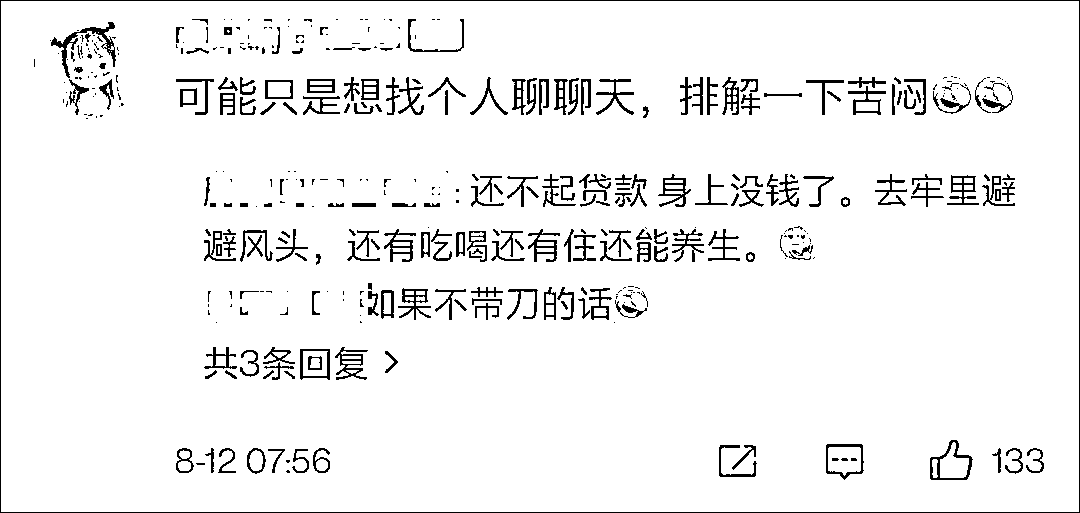 可能只是想找个人聊聊天，排解一下苦闷
: 还不起贷款 身上没钱了。去牢里避
避风头，还有吃喝还有住还能养生。
如果不带刀的话
共3条回复 >
8-12 07:56
133